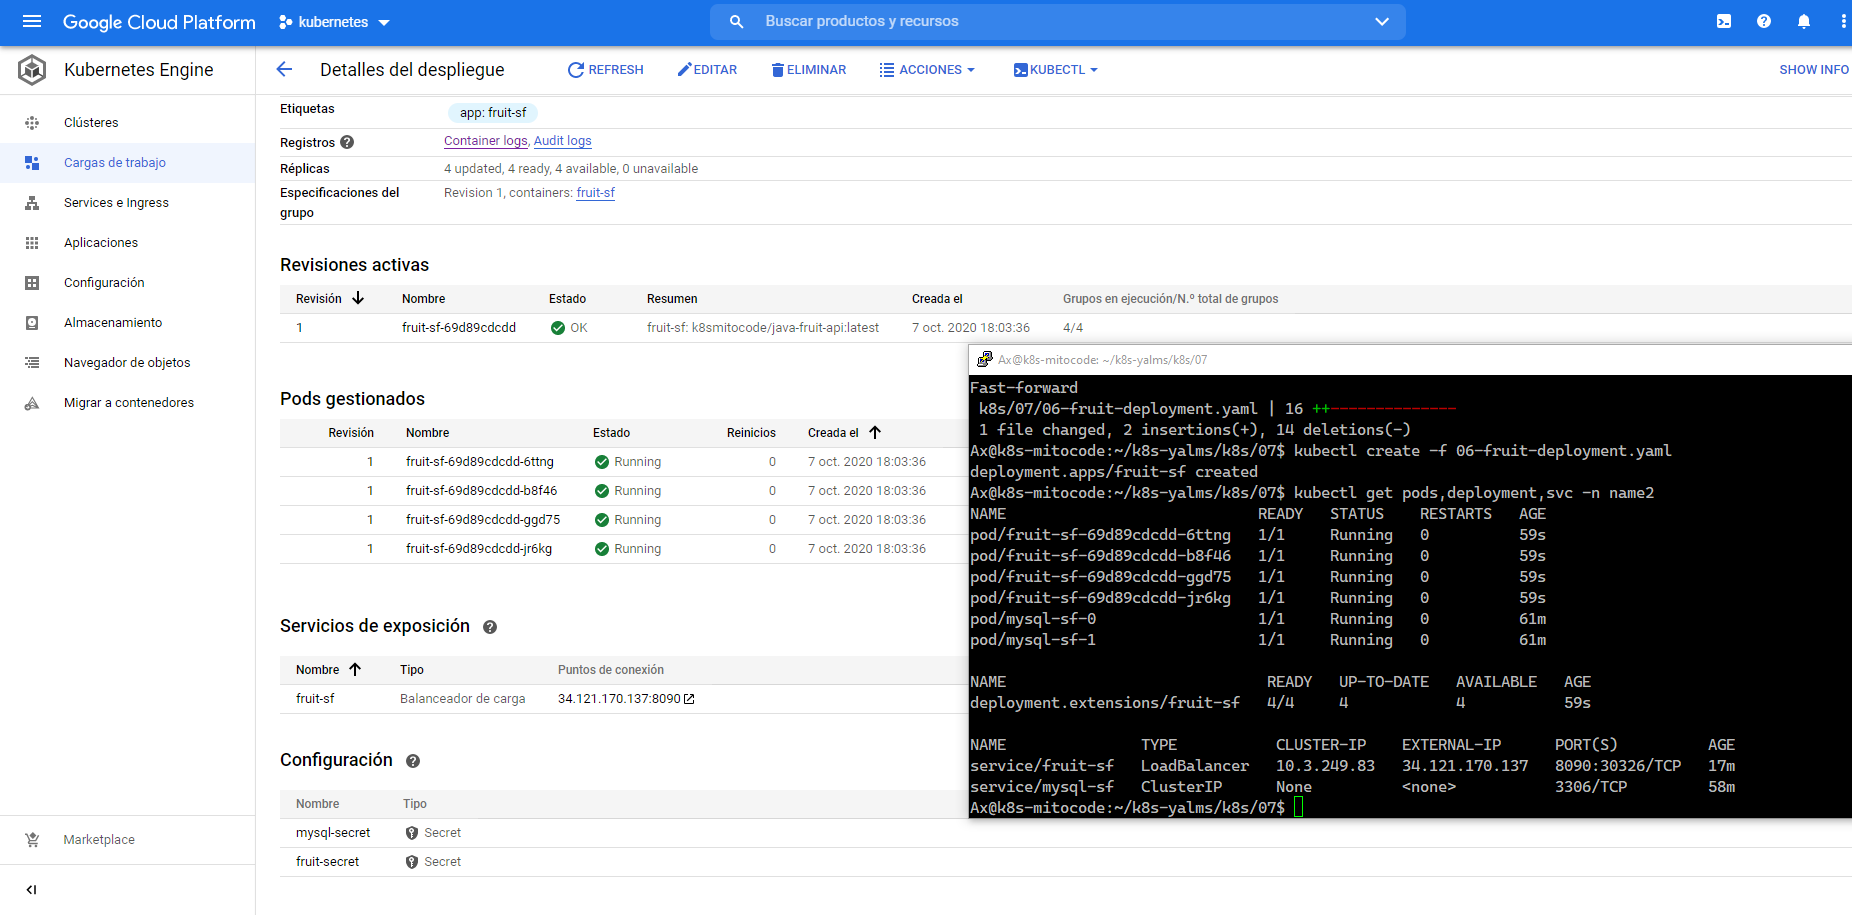 Google Cloud Platform
kubernetes
Buscar productos y recursos
Kubernetes Engine
Detalles del despliegue
REFRESH
EDITAR
ELIMINAR
ACCIONES
KUBECTL
SHOW INFO
Clústeres
Cargas de trabajo
Services e Ingress
Aplicaciones
Configuración
Almacenamiento
Navegador de objetos
Migrar a contenedores
Marketplace
Etiquetas app: fruit-sf
Registros Container logs, Audit logs
Réplicas 4 updated, 4 ready, 4 available, 0 unavailable
Especificaciones del grupo Revision 1, containers: fruit-sf
Revisiones activas
Revisión Nombre Estado Resumen Creada el Grupos en ejecución/N.º total de grupos
1 fruit-sf-69d89cdcdd OK fruit-sf: k8smitocode/java-fruit-api:latest 7 oct. 2020 18:03:36 4/4
Pods gestionados
Revisión Nombre Estado Reinicios Creada el
1 fruit-sf-69d89cdcdd-6ttng Running 0 7 oct. 2020 18:03:36
1 fruit-sf-69d89cdcdd-b8f46 Running 0 7 oct. 2020 18:03:36
1 fruit-sf-69d89cdcdd-ggd75 Running 0 7 oct. 2020 18:03:36
1 fruit-sf-69d89cdcdd-jr6kg Running 0 7 oct. 2020 18:03:36
Servicios de exposición
Nombre Tipo Puntos de conexión
fruit-sf Balanceador de carga 34.121.170.137:8090
Configuración
Nombre Tipo
mysql-secret Secret
fruit-secret Secret
Ax@k8s-mitocode: ~/k8s-yalms/k8s/07
Fast-forward
k8s/07/06-fruit-deployment.yaml | 16 ++--------------
1 file changed, 2 insertions(+), 14 deletions(-)
Ax@k8s-mitocode:~/k8s-yalms/k8s/07$ kubectl create -f 06-fruit-deployment.yaml
deployment.apps/fruit-sf created
Ax@k8s-mitocode:~/k8s-yalms/k8s/07$ kubectl get pods,deployment,svc -n name2
NAME READY STATUS RESTARTS AGE
pod/fruit-sf-69d89cdcdd-6ttng 1/1 Running 0 59s
pod/fruit-sf-69d89cdcdd-b8f46 1/1 Running 0 59s
pod/fruit-sf-69d89cdcdd-ggd75 1/1 Running 0 59s
pod/fruit-sf-69d89cdcdd-jr6kg 1/1 Running 0 59s
pod/mysql-sf-0 1/1 Running 0 61m
pod/mysql-sf-1 1/1 Running 0 61m
NAME READY UP-TO-DATE AVAILABLE AGE
deployment.extensions/fruit-sf 4/4 4 4 59s
NAME TYPE CLUSTER-IP EXTERNAL-IP PORT(S) AGE
service/fruit-sf LoadBalancer 10.3.249.83 34.121.170.137 8090:30326/TCP 17m
service/mysql-sf ClusterIP None <none> 3306/TCP 58m
Ax@k8s-mitocode:~/k8s-yalms/k8s/07$